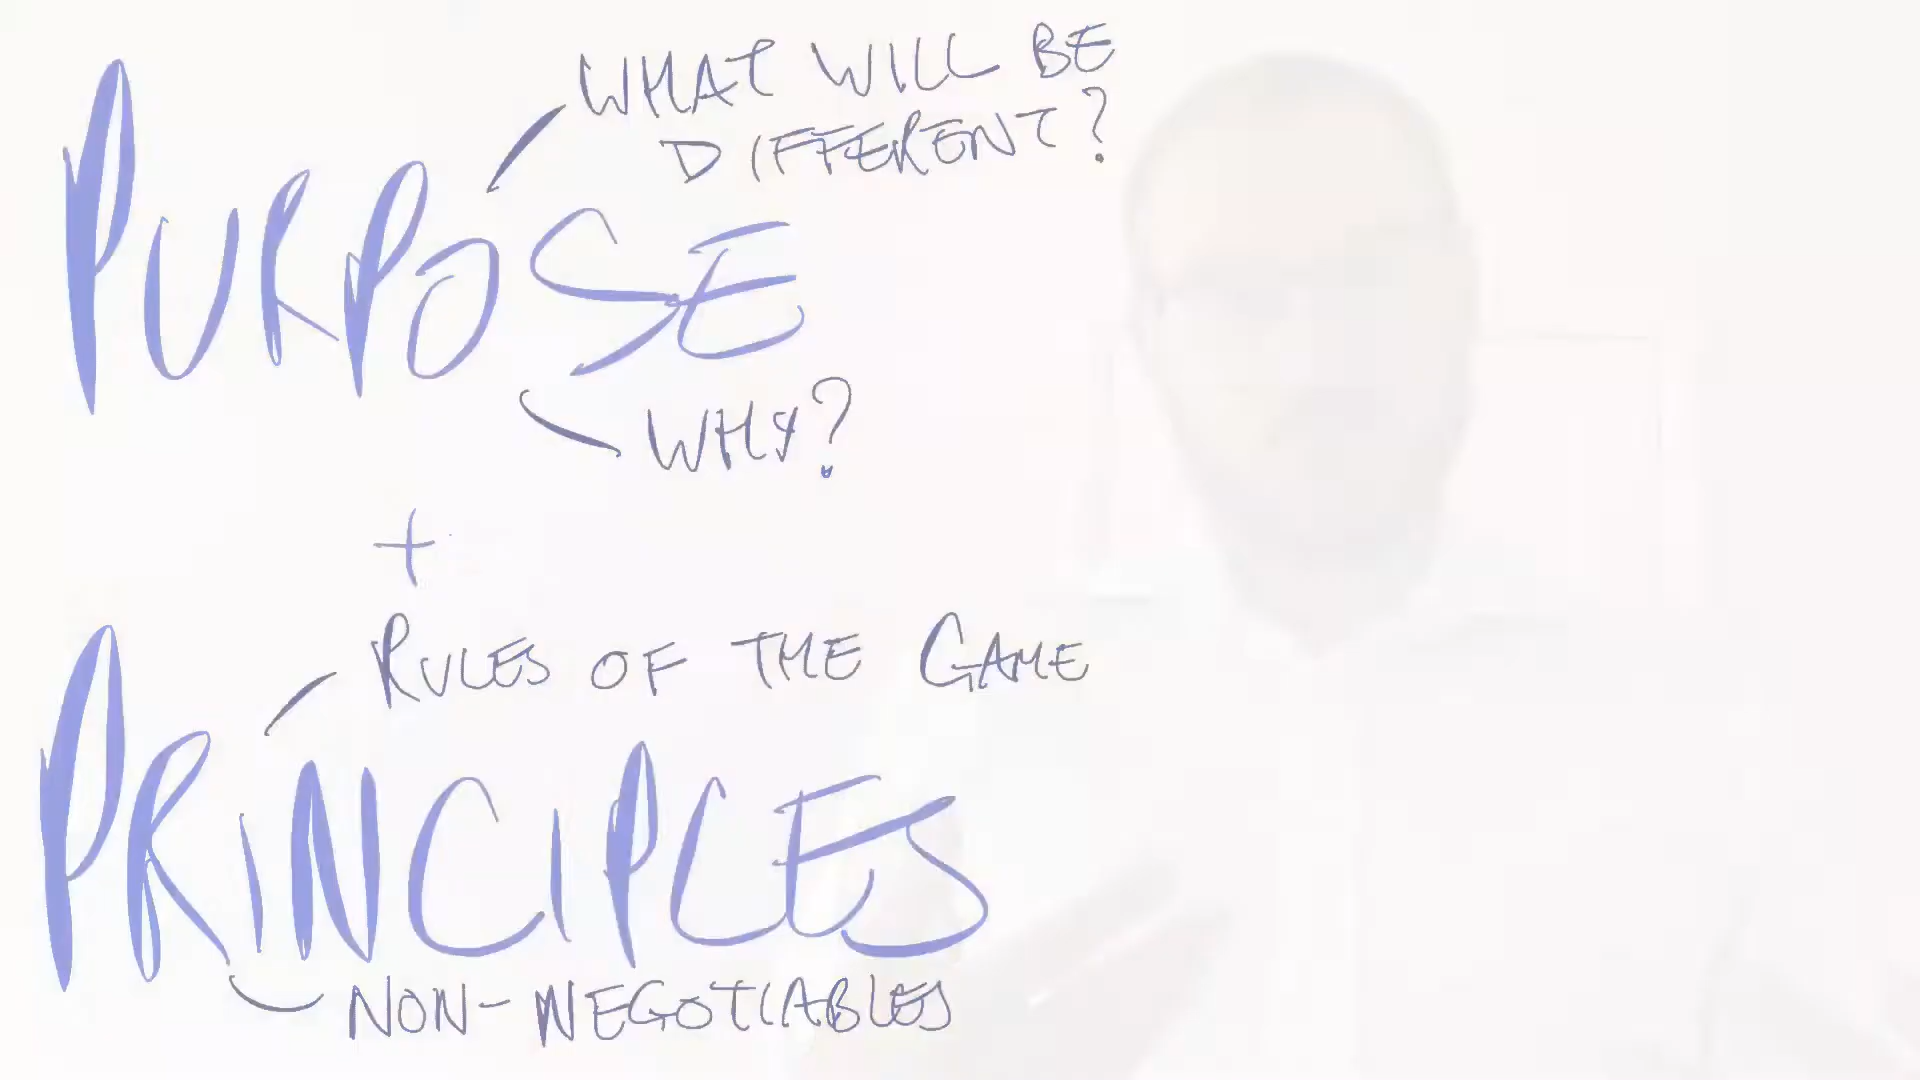 WHAT WILL BE
DIFFERENT?
PURPOSE
WHY?
+
RULES OF THE GAME
PRINCIPLES
NON-NEGOTIABLES